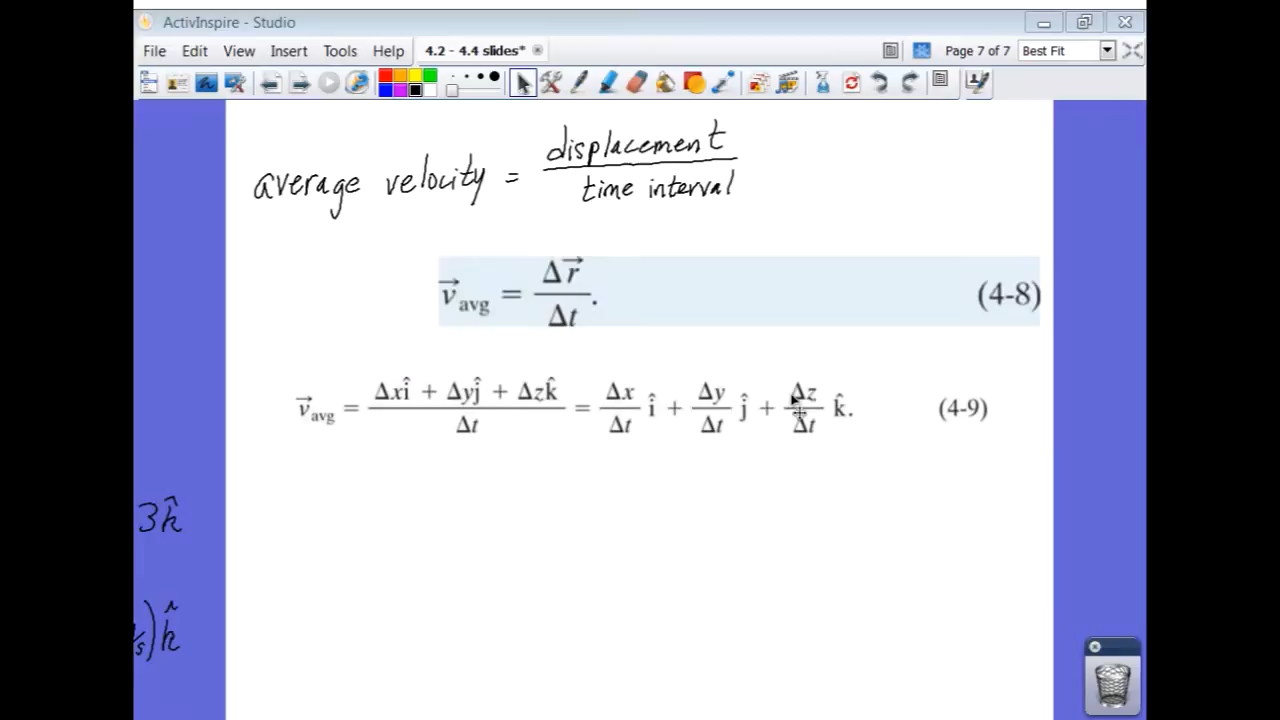 ActivInspire - Studio
File Edit View Insert Tools Help 4.2 - 4.4 slides* Page 7 of 7 Best Fit
average velocity = displacement / time interval
v⃗avg = Δr⃗ / Δt. (4-8)
v⃗avg = (Δxî + Δyĵ + Δzk̂) / Δt = Δx/Δt î + Δy/Δt ĵ + Δz/Δt k̂. (4-9)
3k̂
/s)k̂